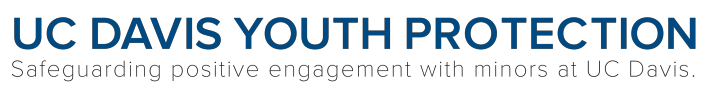 UC DAVIS YOUTH PROTECTION
Safeguarding positive engagement with minors at UC Davis.